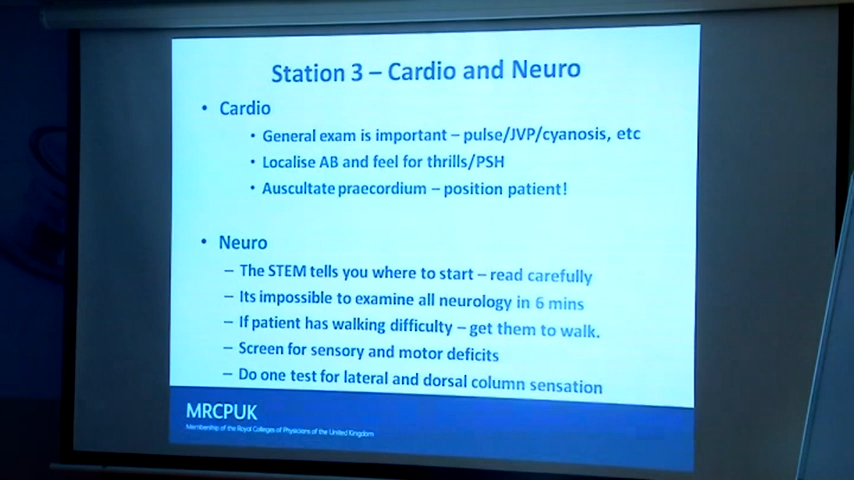 Station 3 – Cardio and Neuro
• Cardio
• General exam is important – pulse/JVP/cyanosis, etc
• Localise AB and feel for thrills/PSH
• Auscultate praecordium – position patient!
• Neuro
– The STEM tells you where to start – read carefully
– Its impossible to examine all neurology in 6 mins
– If patient has walking difficulty – get them to walk.
– Screen for sensory and motor deficits
– Do one test for lateral and dorsal column sensation
MRCPUK
Membership of the Royal Colleges of Physicians of the United Kingdom